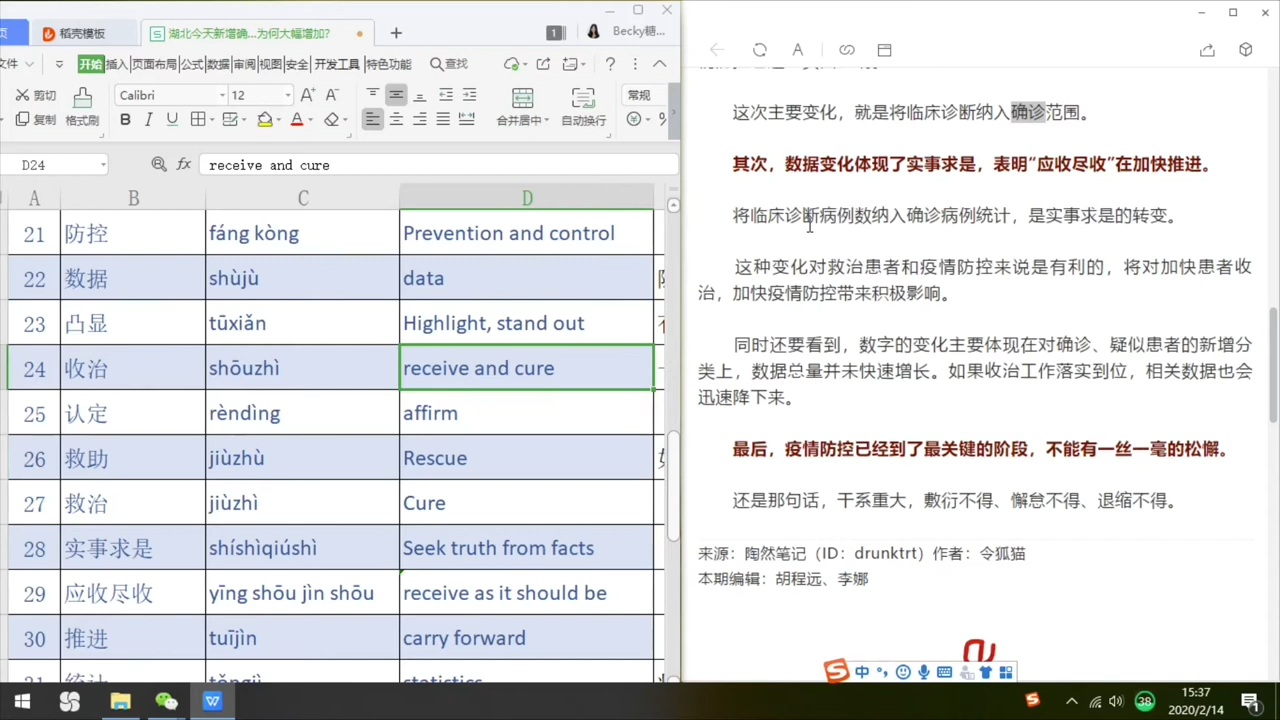 页
稻壳模板
湖北今天新增确...为何大幅增加?
1
Becky糖...
文件
开始
插入
页面布局
公式
数据
审阅
视图
安全
开发工具
特色功能
查找
剪切
复制
格式刷
Calibri
12
合并居中
自动换行
常规
D24
receive and cure
A B C D
21 防控 fáng kòng Prevention and control
22 数据 shùjù data
23 凸显 tūxiǎn Highlight, stand out
24 收治 shōuzhì receive and cure
25 认定 rèndìng affirm
26 救助 jiùzhù Rescue
27 救治 jiùzhì Cure
28 实事求是 shíshìqiúshì Seek truth from facts
29 应收尽收 yīng shōu jìn shōu receive as it should be
30 推进 tuījìn carry forward
这次主要变化，就是将临床诊断纳入确诊范围。
其次，数据变化体现了实事求是，表明“应收尽收”在加快推进。
将临床诊断病例数纳入确诊病例统计，是实事求是的转变。
这种变化对救治患者和疫情防控来说是有利的，将对加快患者收
治，加快疫情防控带来积极影响。
同时还要看到，数字的变化主要体现在对确诊、疑似患者的新增分
类上，数据总量并未快速增长。如果收治工作落实到位，相关数据也会
迅速降下来。
最后，疫情防控已经到了最关键的阶段，不能有一丝一毫的松懈。
还是那句话，干系重大，敷衍不得、懈怠不得、退缩不得。
来源：陶然笔记（ID：drunktrt）作者：令狐猫
本期编辑：胡程远、李娜
中
38
15:37
2020/2/14